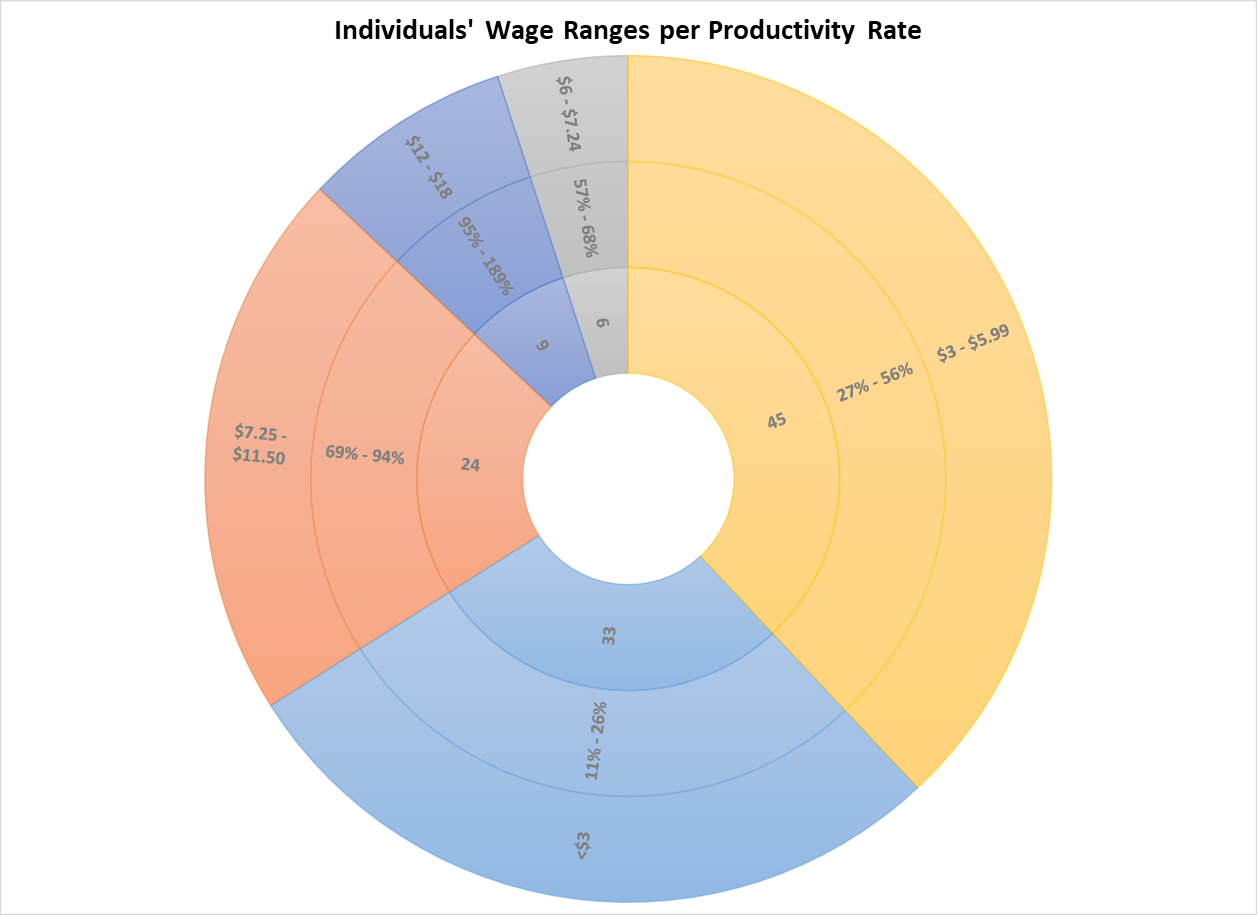 Individuals' Wage Ranges per Productivity Rate
$6 - $7.24
57% - 68%
6
$12 - $18
95% - 189%
9
$3 - $5.99
27% - 56%
45
$7.25 -
$11.50
69% - 94%
24
33
11% - 26%
<$3